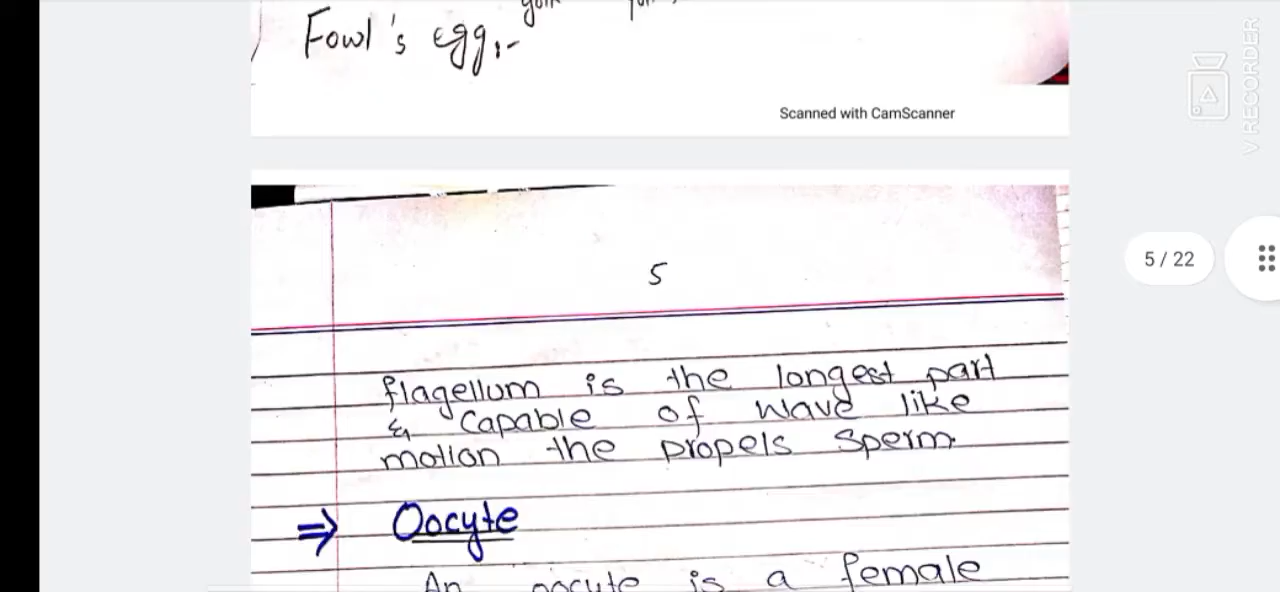 Fowl's egg:-
Scanned with CamScanner
V RECORDER
5 / 22
5
flagellum is the longest part
& capable of wave like
motion the propels sperm.
⇒ Oocyte
An oocyte is a female